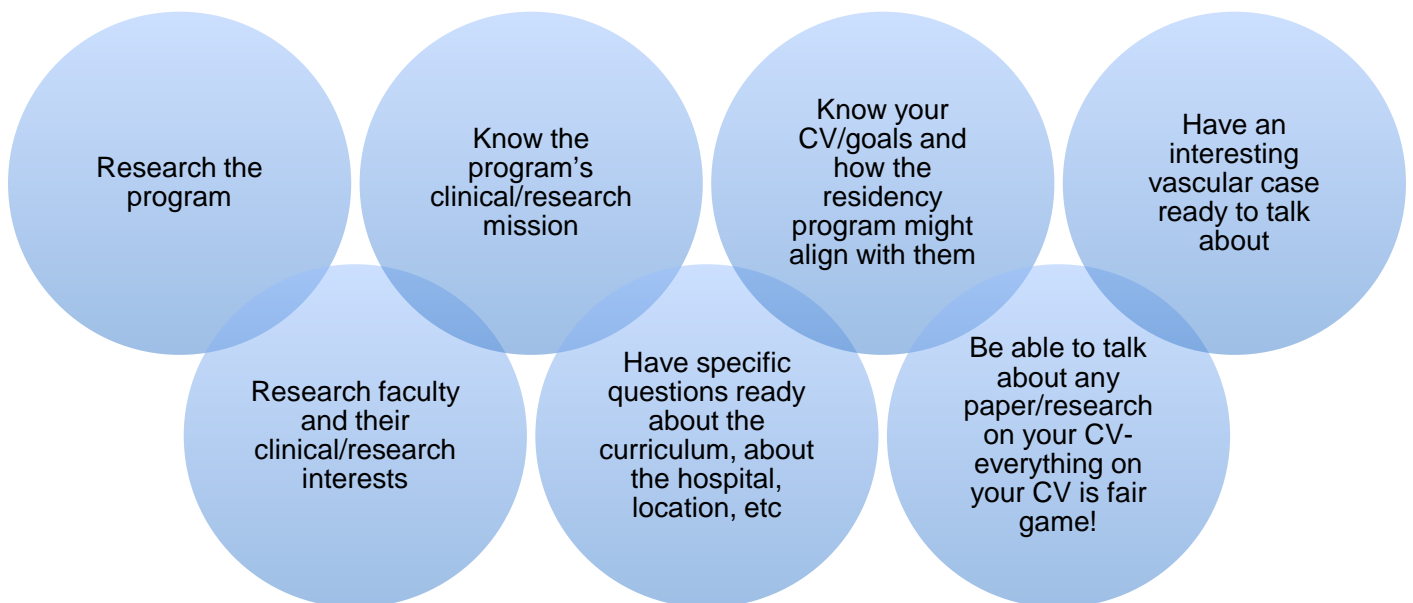 Research the
program
Know the
program’s
clinical/research
mission
Know your
CV/goals and
how the
residency
program might
align with them
Have an
interesting
vascular case
ready to talk
about
Research faculty
and their
clinical/research
interests
Have specific
questions ready
about the
curriculum, about
the hospital,
location, etc
Be able to talk
about any
paper/research
on your CV-
everything on
your CV is fair
game!